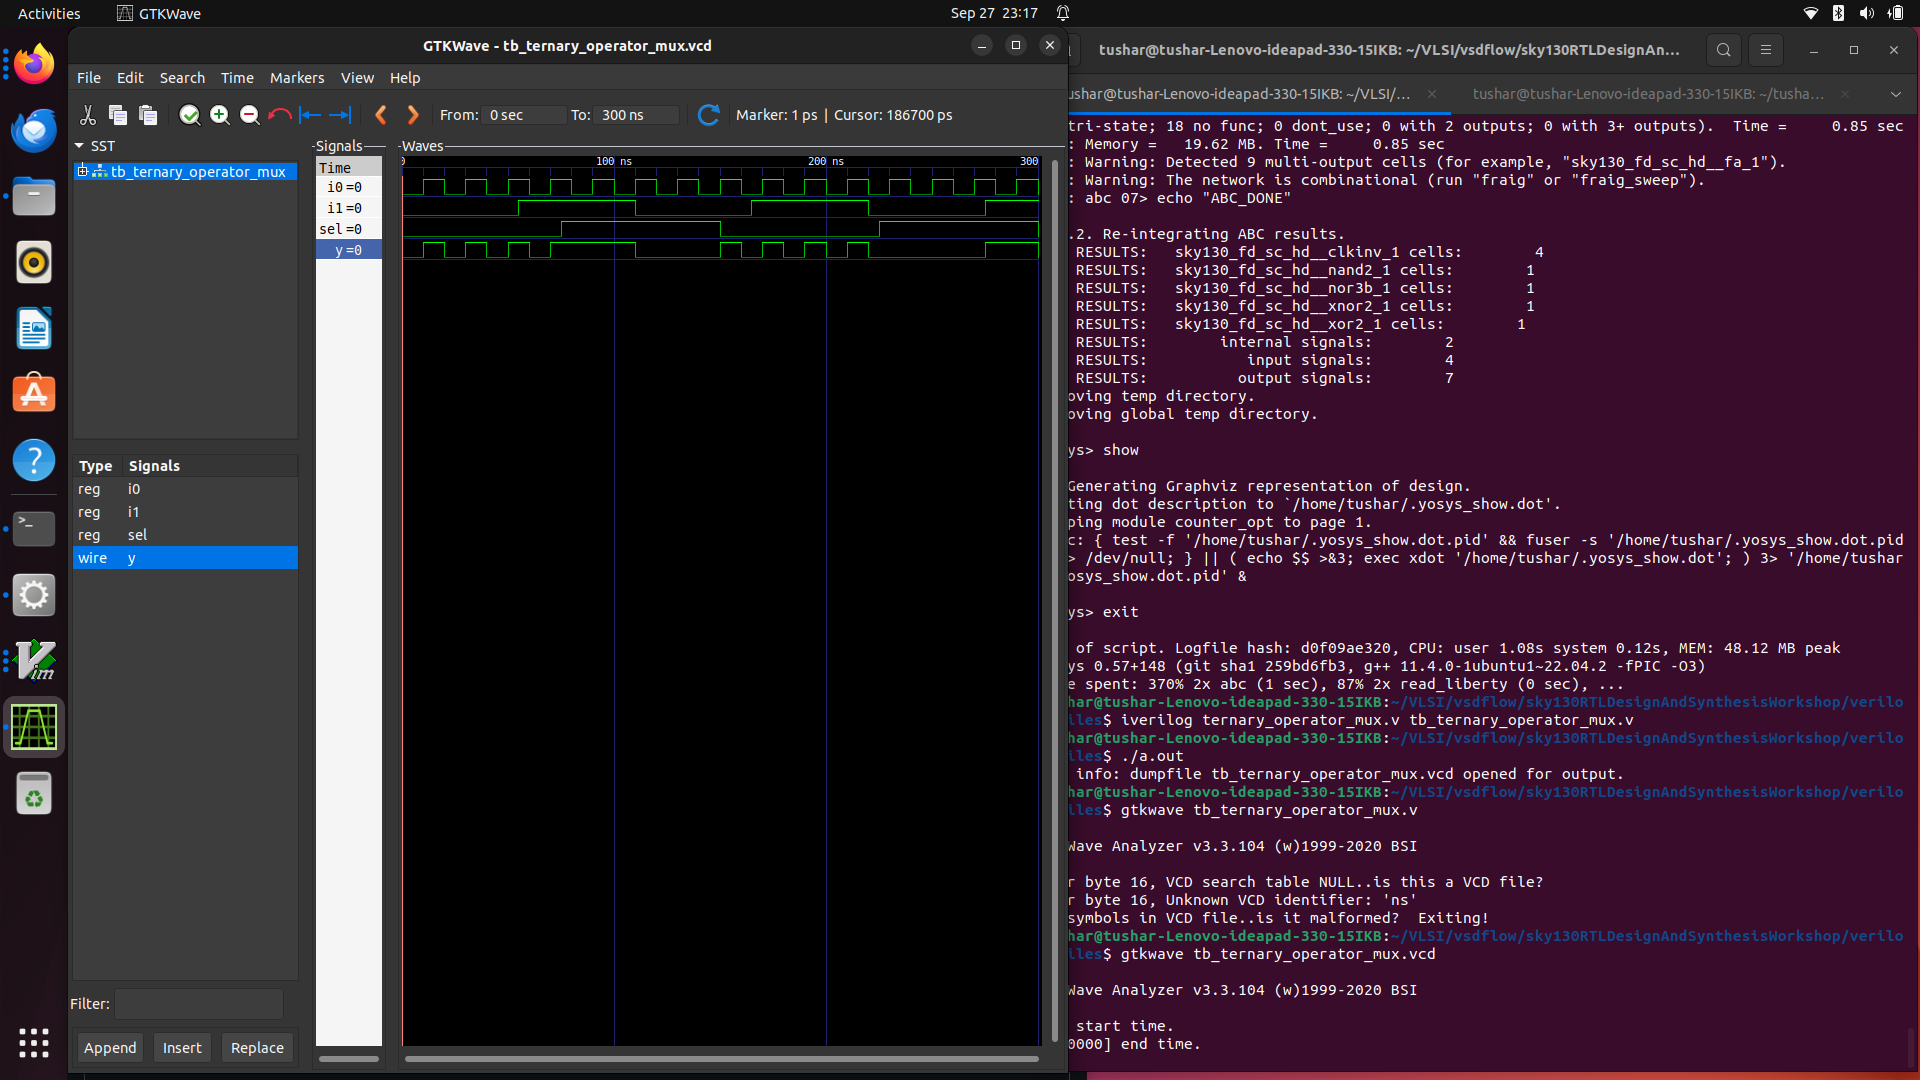 Activities GTKWave Sep 27 23:17
GTKWave - tb_ternary_operator_mux.vcd
File Edit Search Time Markers View Help
From: 0 sec To: 300 ns Marker: 1 ps | Cursor: 186700 ps
SST
tb_ternary_operator_mux
Type Signals
reg i0
reg i1
reg sel
wire y
Filter:
Append Insert Replace
Signals
Time
i0=0
i1=0
sel=0
y=0
Waves
0 100 ns 200 ns 300
tushar@tushar-Lenovo-ideapad-330-15IKB: ~/VLSI/vsdflow/sky130RTLDesignAn...
ushar@tushar-Lenovo-ideapad-330-15IKB: ~/VLSI/... tushar@tushar-Lenovo-ideapad-330-15IKB: ~/tusha...
tri-state; 18 no func; 0 dont_use; 0 with 2 outputs; 0 with 3+ outputs). Time = 0.85 sec
: Memory = 19.62 MB. Time = 0.85 sec
: Warning: Detected 9 multi-output cells (for example, "sky130_fd_sc_hd__fa_1").
: Warning: The network is combinational (run "fraig" or "fraig_sweep").
: abc 07> echo "ABC_DONE"
.2. Re-integrating ABC results.
RESULTS: sky130_fd_sc_hd__clkinv_1 cells: 4
RESULTS: sky130_fd_sc_hd__nand2_1 cells: 1
RESULTS: sky130_fd_sc_hd__nor3b_1 cells: 1
RESULTS: sky130_fd_sc_hd__xnor2_1 cells: 1
RESULTS: sky130_fd_sc_hd__xor2_1 cells: 1
RESULTS: internal signals: 2
RESULTS: input signals: 4
RESULTS: output signals: 7
oving temp directory.
oving global temp directory.
ys> show
Generating Graphviz representation of design.
ting dot description to `/home/tushar/.yosys_show.dot'.
ping module counter_opt to page 1.
c: { test -f '/home/tushar/.yosys_show.dot.pid' && fuser -s '/home/tushar/.yosys_show.dot.pid
> /dev/null; } || ( echo $$ >&3; exec xdot '/home/tushar/.yosys_show.dot'; ) 3> '/home/tushar
osys_show.dot.pid' &
ys> exit
of script. Logfile hash: d0f09ae320, CPU: user 1.08s system 0.12s, MEM: 48.12 MB peak
ys 0.57+148 (git sha1 259bd6fb3, g++ 11.4.0-1ubuntu1~22.04.2 -fPIC -O3)
e spent: 370% 2x abc (1 sec), 87% 2x read_liberty (0 sec), ...
har@tushar-Lenovo-ideapad-330-15IKB:~/VLSI/vsdflow/sky130RTLDesignAndSynthesisWorkshop/verilo
iles$ iverilog ternary_operator_mux.v tb_ternary_operator_mux.v
har@tushar-Lenovo-ideapad-330-15IKB:~/VLSI/vsdflow/sky130RTLDesignAndSynthesisWorkshop/verilo
iles$ ./a.out
info: dumpfile tb_ternary_operator_mux.vcd opened for output.
har@tushar-Lenovo-ideapad-330-15IKB:~/VLSI/vsdflow/sky130RTLDesignAndSynthesisWorkshop/verilo
iles$ gtkwave tb_ternary_operator_mux.v
Wave Analyzer v3.3.104 (w)1999-2020 BSI
r byte 16, VCD search table NULL..is this a VCD file?
r byte 16, Unknown VCD identifier: 'ns'
symbols in VCD file..is it malformed? Exiting!
har@tushar-Lenovo-ideapad-330-15IKB:~/VLSI/vsdflow/sky130RTLDesignAndSynthesisWorkshop/verilo
iles$ gtkwave tb_ternary_operator_mux.vcd
Wave Analyzer v3.3.104 (w)1999-2020 BSI
start time.
0000] end time.